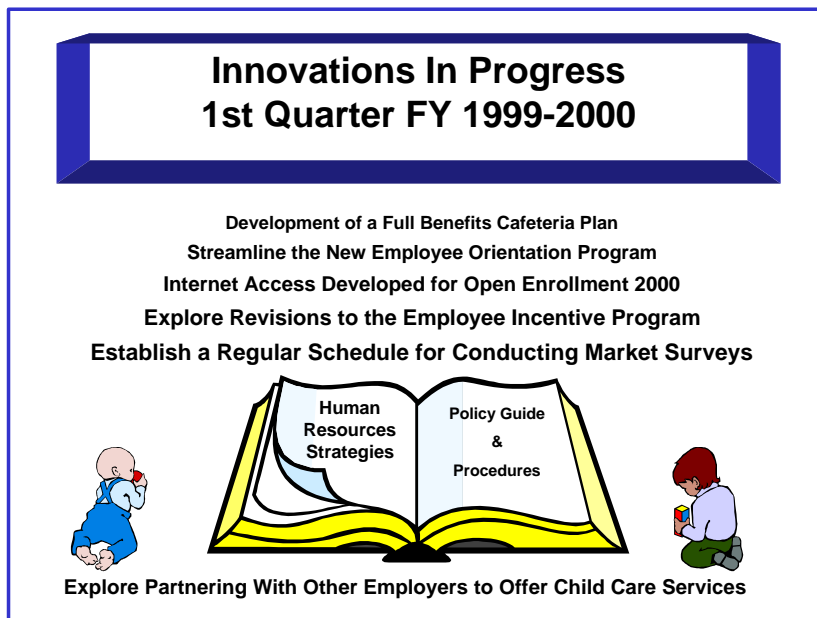 Innovations In Progress
1st Quarter FY 1999-2000
Development of a Full Benefits Cafeteria Plan
Streamline the New Employee Orientation Program
Internet Access Developed for Open Enrollment 2000
Explore Revisions to the Employee Incentive Program
Establish a Regular Schedule for Conducting Market Surveys
Human
Resources
Strategies
Policy Guide
&
Procedures
Explore Partnering With Other Employers to Offer Child Care Services